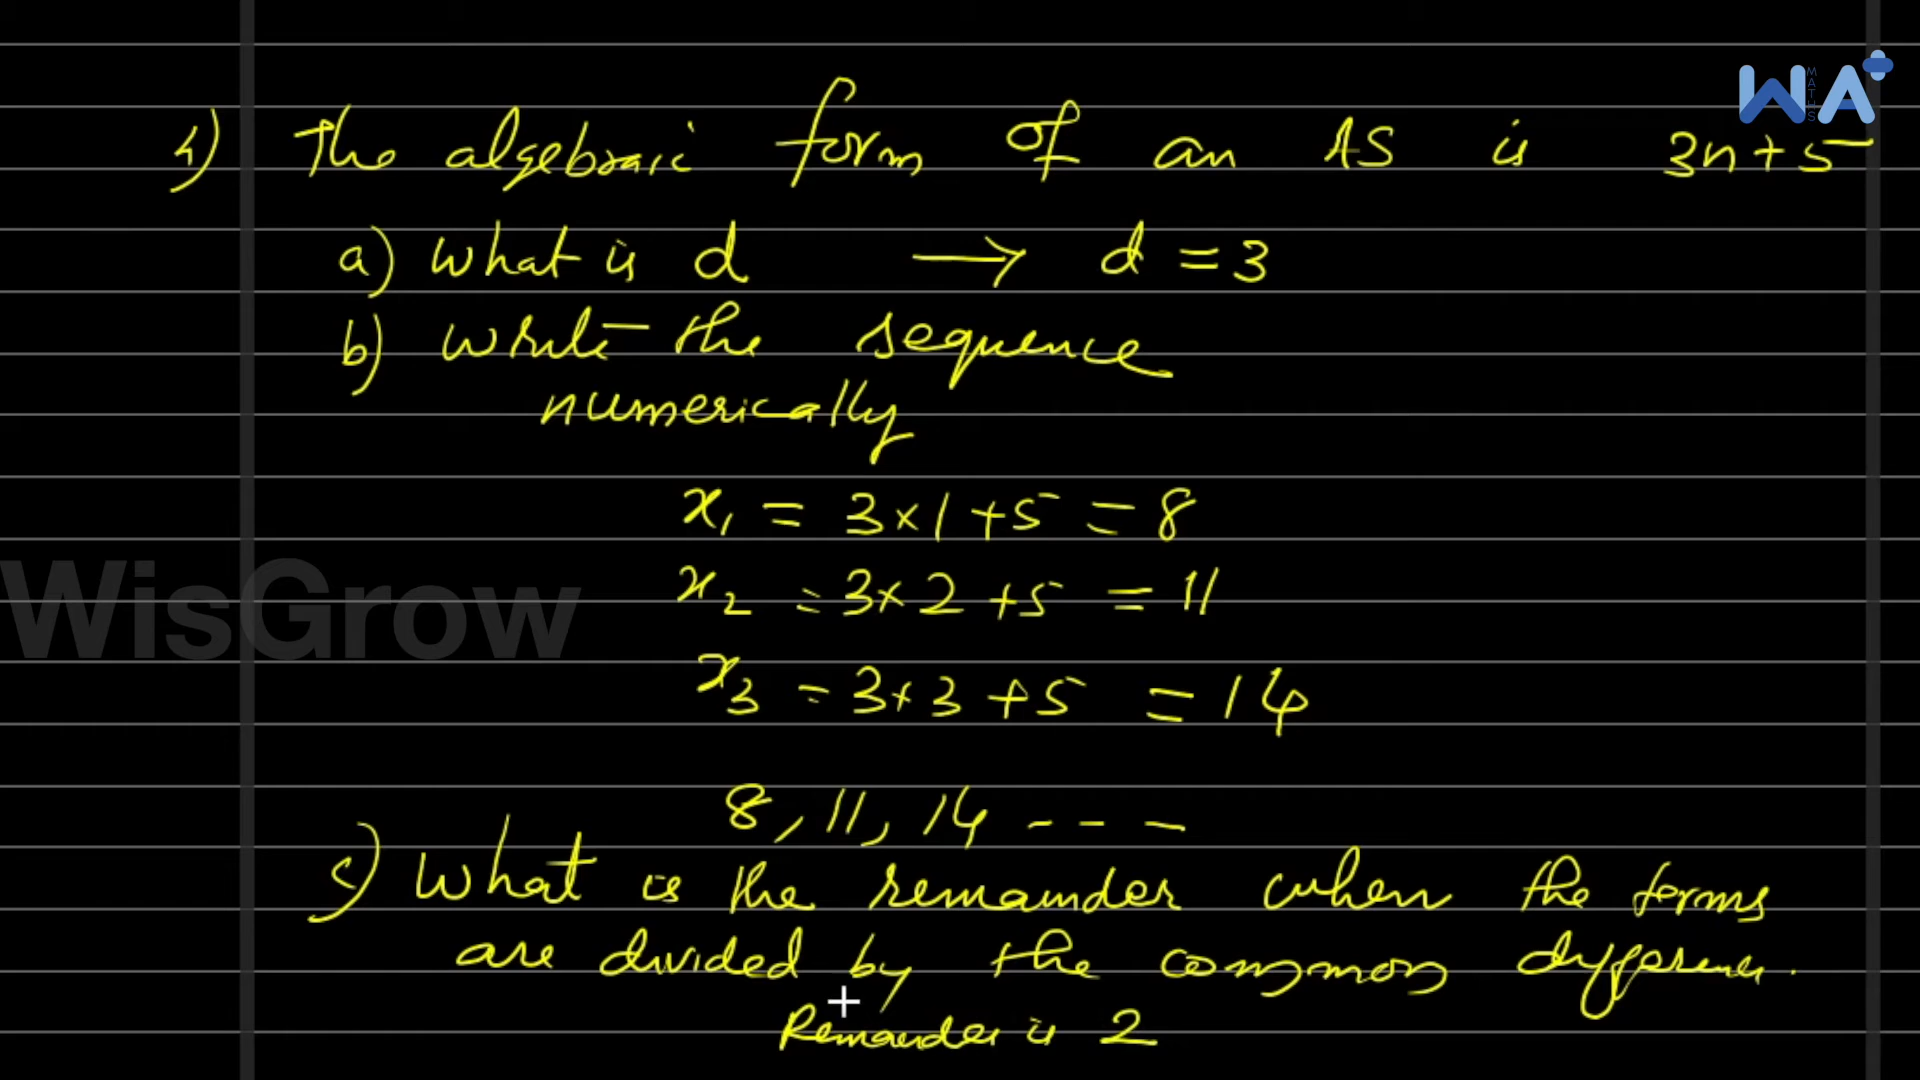 WA+
MATHS
4) The algebraic form of an AS is 3n+5
a) What is d → d = 3
b) write the sequence
numerically
x₁ = 3×1+5 = 8
x₂ = 3×2+5 = 11
WisGrow
x₃ = 3×3+5 = 14
8, 11, 14 - - -
c) What is the remainder when the terms
are divided by the common difference.
Remainder is 2